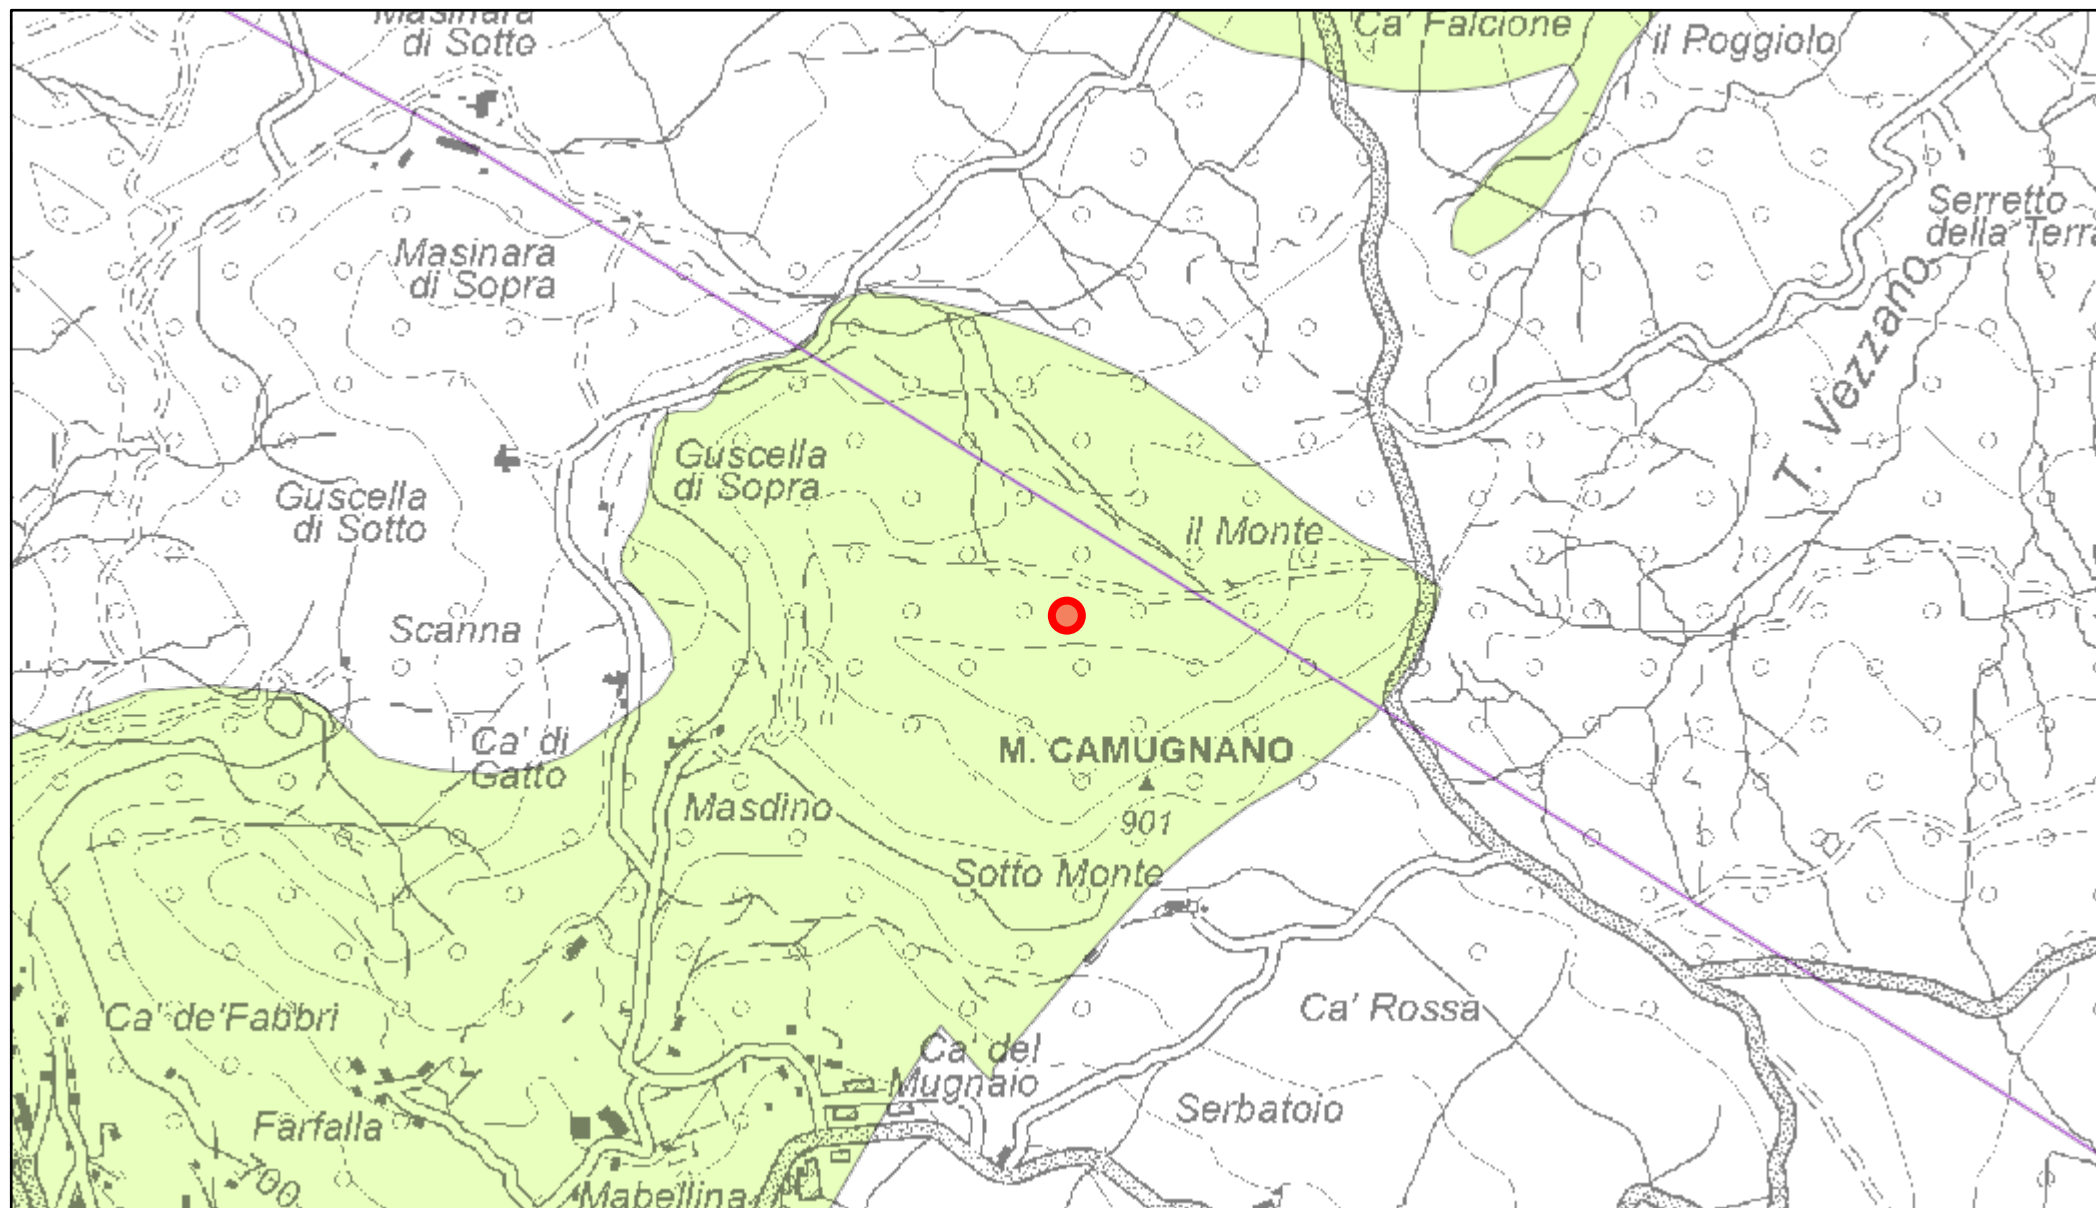 Masinara
di Sotto
Ca' Falcione
il Poggiolo
Serretto
della Terra
Masinara
di Sopra
T. Vezzano
Guscella
di Sopra
Guscella
di Sotto
il Monte
Scanna
Ca' di
Gatto
M. CAMUGNANO
901
Masdino
Sotto Monte
Ca' de'Fabbri
Ca' Rossa
Ca' del
Mugnaio
Farfalla
Serbatoio
700
Mabellina